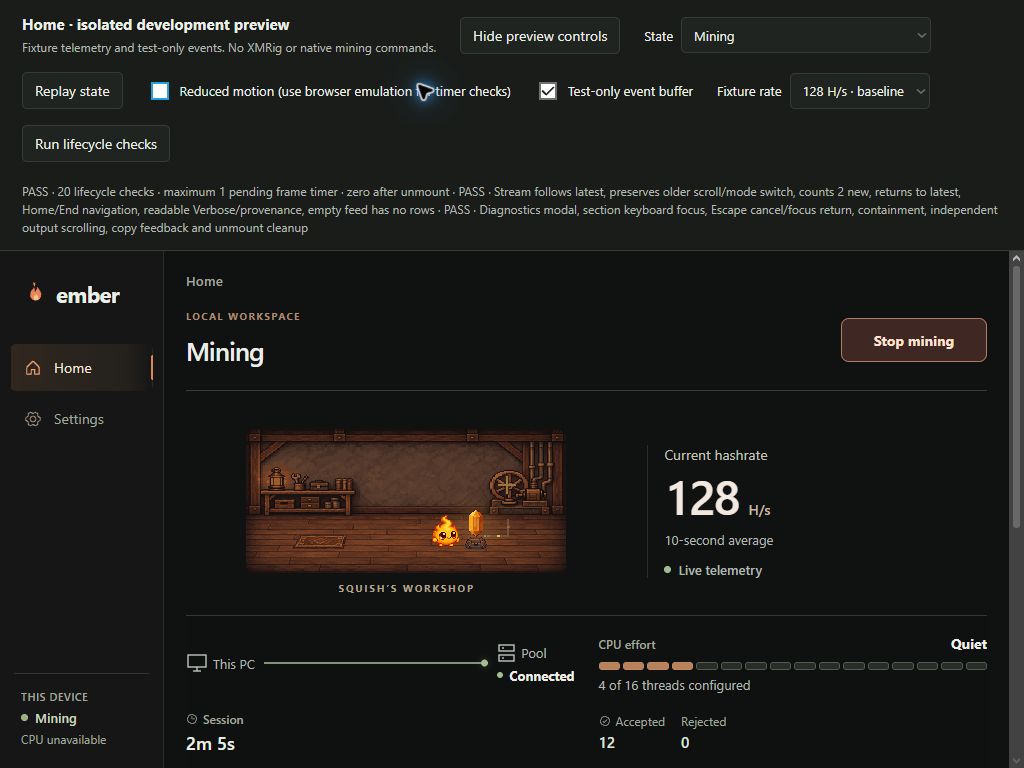 Home · isolated development preview
Fixture telemetry and test-only events. No XMRig or native mining commands.
Hide preview controls
State
Mining
Replay state
Reduced motion (use browser emulation timer checks)
Test-only event buffer
Fixture rate
128 H/s · baseline
Run lifecycle checks
PASS · 20 lifecycle checks · maximum 1 pending frame timer · zero after unmount · PASS · Stream follows latest, preserves older scroll/mode switch, counts 2 new, returns to latest,
Home/End navigation, readable Verbose/provenance, empty feed has no rows · PASS · Diagnostics modal, section keyboard focus, Escape cancel/focus return, containment, independent
output scrolling, copy feedback and unmount cleanup
ember
Home
Settings
THIS DEVICE
Mining
CPU unavailable
Home
LOCAL WORKSPACE
Mining
Stop mining
SQUISH'S WORKSHOP
Current hashrate
128 H/s
10-second average
Live telemetry
This PC
Pool
Connected
CPU effort
Quiet
4 of 16 threads configured
Session
2m 5s
Accepted
12
Rejected
0